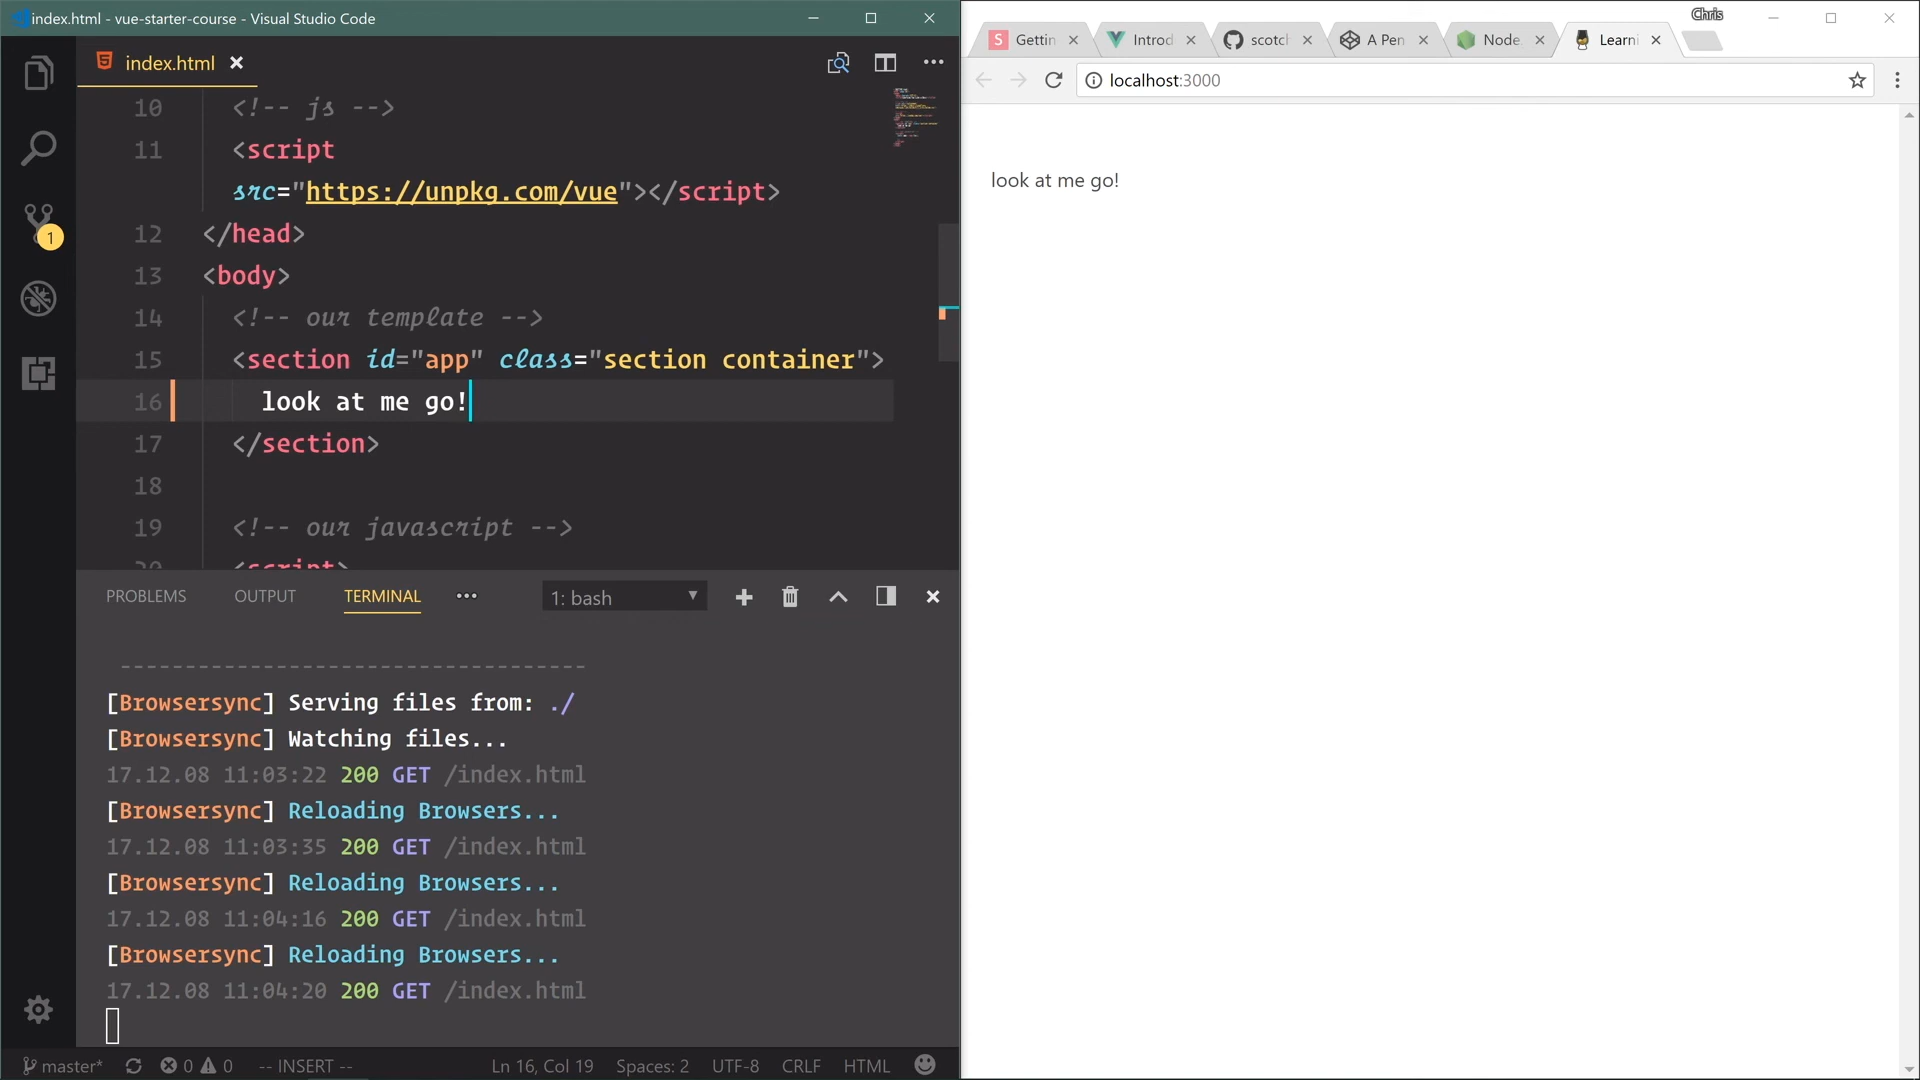 index.html - vue-starter-course - Visual Studio Code
index.html
10 <!-- js -->
11 <script
src="https://unpkg.com/vue"></script>
12 </head>
13 <body>
14 <!-- our template -->
15 <section id="app" class="section container">
16 look at me go!
17 </section>
18
19 <!-- our javascript -->
20 <script>
PROBLEMS OUTPUT TERMINAL ••• 1: bash
------------------------------------
[Browsersync] Serving files from: ./
[Browsersync] Watching files...
17.12.08 11:03:22 200 GET /index.html
[Browsersync] Reloading Browsers...
17.12.08 11:03:35 200 GET /index.html
[Browsersync] Reloading Browsers...
17.12.08 11:04:16 200 GET /index.html
[Browsersync] Reloading Browsers...
17.12.08 11:04:20 200 GET /index.html
1
master* 0 0 -- INSERT -- Ln 16, Col 19 Spaces: 2 UTF-8 CRLF HTML
Chris
S Gettin Introd scotch A Pen Node. Learni
localhost:3000
look at me go!